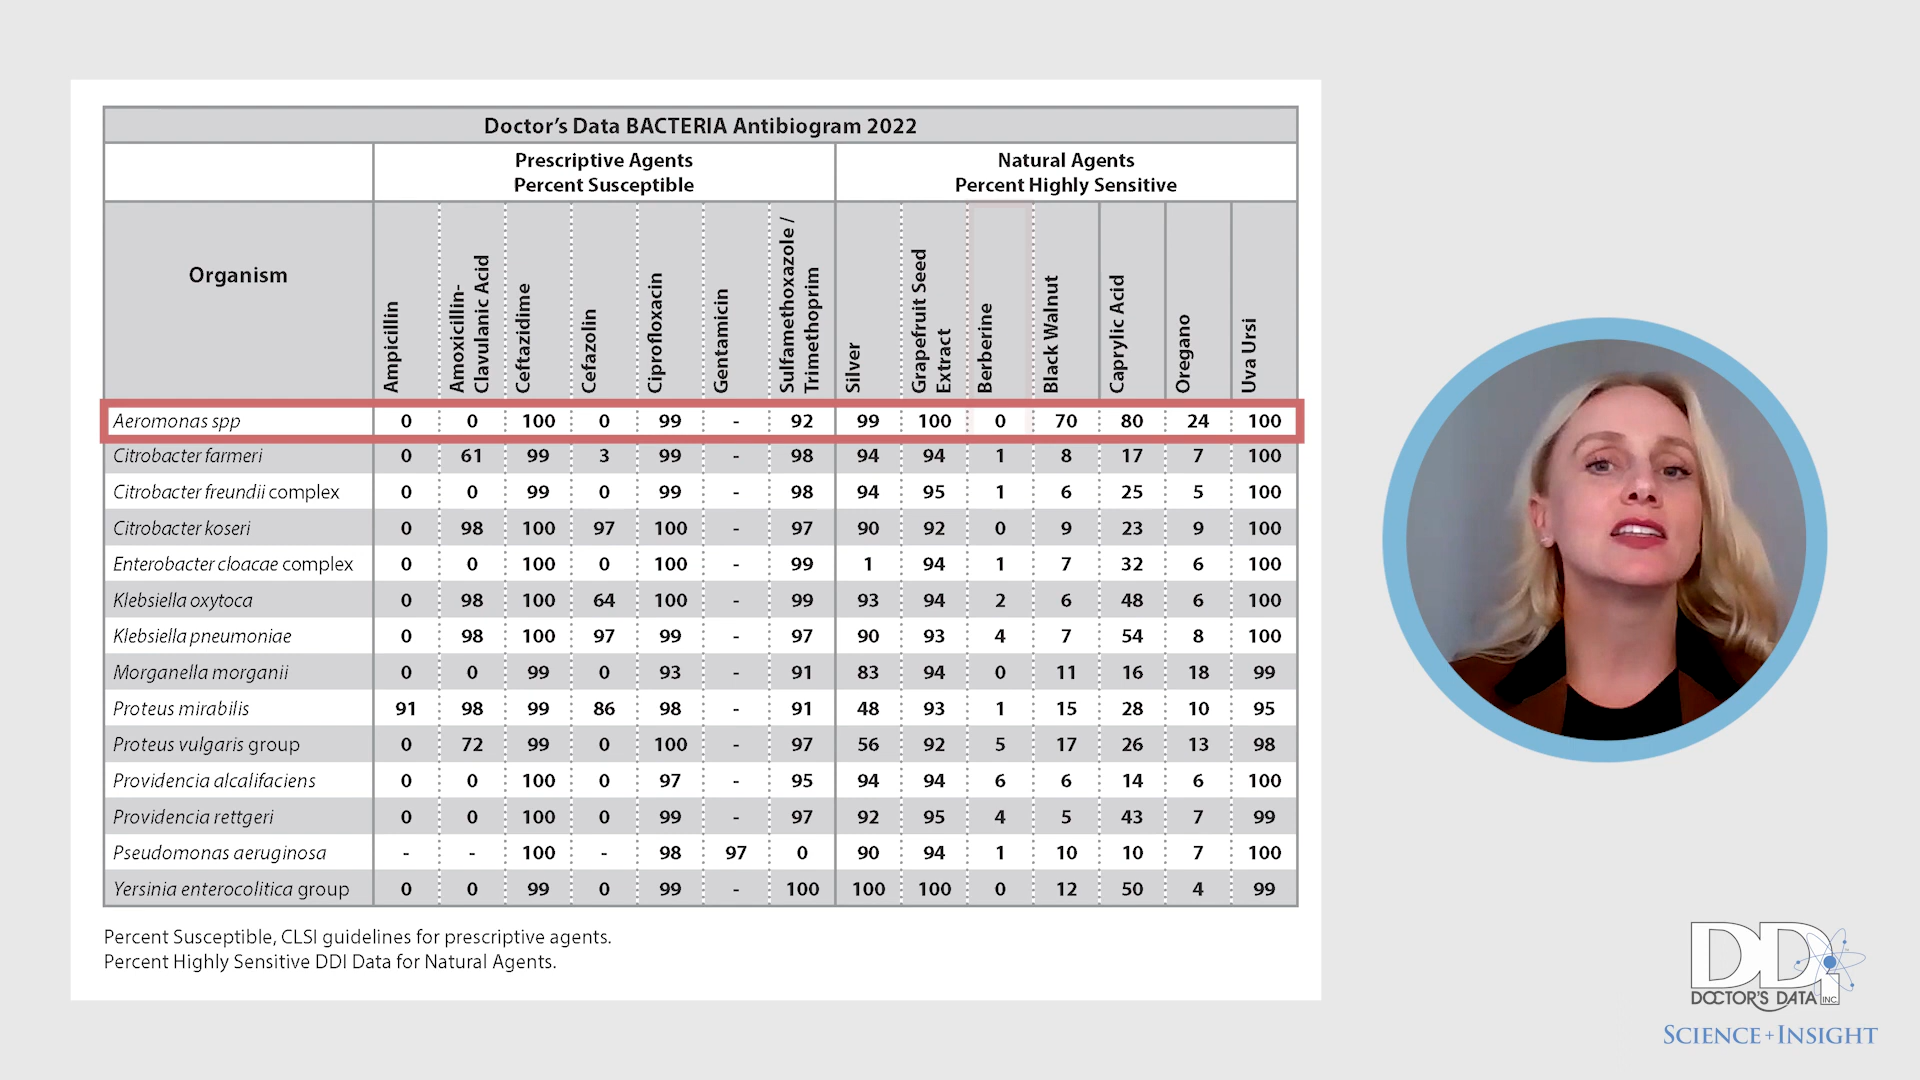 Doctor's Data BACTERIA Antibiogram 2022
Prescriptive Agents
Percent Susceptible
Natural Agents
Percent Highly Sensitive
Organism
Ampicillin
Amoxicillin-
Clavulanic Acid
Ceftazidime
Cefazolin
Ciprofloxacin
Gentamicin
Sulfamethoxazole /
Trimethoprim
Silver
Grapefruit Seed
Extract
Berberine
Black Walnut
Caprylic Acid
Oregano
Uva Ursi
Aeromonas spp 0 0 100 0 99 - 92 99 100 0 70 80 24 100
Citrobacter farmeri 0 61 99 3 99 - 98 94 94 1 8 17 7 100
Citrobacter freundii complex 0 0 99 0 99 - 98 94 95 1 6 25 5 100
Citrobacter koseri 0 98 100 97 100 - 97 90 92 0 9 23 9 100
Enterobacter cloacae complex 0 0 100 0 100 - 99 1 94 1 7 32 6 100
Klebsiella oxytoca 0 98 100 64 100 - 99 93 94 2 6 48 6 100
Klebsiella pneumoniae 0 98 100 97 99 - 97 90 93 4 7 54 8 100
Morganella morganii 0 0 99 0 93 - 91 83 94 0 11 16 18 99
Proteus mirabilis 91 98 99 86 98 - 91 48 93 1 15 28 10 95
Proteus vulgaris group 0 72 99 0 100 - 97 56 92 5 17 26 13 98
Providencia alcalifaciens 0 0 100 0 97 - 95 94 94 6 6 14 6 100
Providencia rettgeri 0 0 100 0 99 - 97 92 95 4 5 43 7 99
Pseudomonas aeruginosa - - 100 - 98 97 0 90 94 1 10 10 7 100
Yersinia enterocolitica group 0 0 99 0 99 - 100 100 100 0 12 50 4 99
Percent Susceptible, CLSI guidelines for prescriptive agents.
Percent Highly Sensitive DDI Data for Natural Agents.
DDI
DOCTOR'S DATA INC.
SCIENCE + INSIGHT